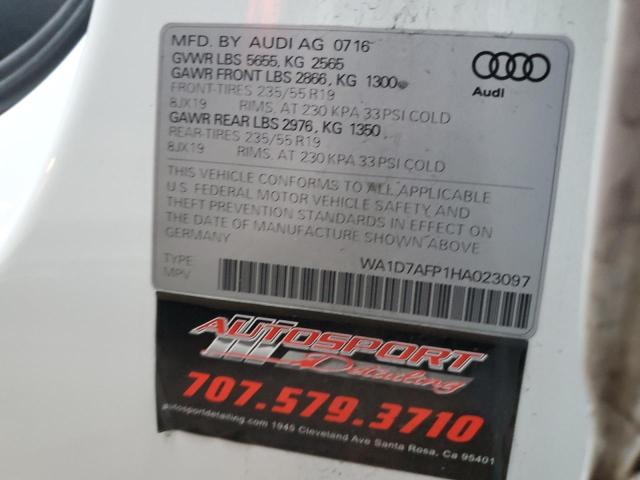 MFD. BY AUDI AG 0716
GVWR LBS 5655, KG 2565
GAWR FRONT LBS 2866, KG 1300
FRONT-TIRES 235/55 R19
8JX19 RIMS, AT 230 KPA 33 PSI COLD
GAWR REAR LBS 2976, KG 1350
REAR-TIRES 235/55 R19
8JX19 RIMS, AT 230 KPA 33 PSI COLD
THIS VEHICLE CONFORMS TO ALL APPLICABLE
U.S. FEDERAL MOTOR VEHICLE SAFETY AND
THEFT PREVENTION STANDARDS IN EFFECT ON
THE DATE OF MANUFACTURE SHOWN ABOVE
GERMANY
Audi
WA1D7AFP1HA023097
TYPE
MPV
AUTOSPORT
Detailing
707.579.3710
autosportdetailing.com 1945 Cleveland Ave Santa Rosa, Ca 95401